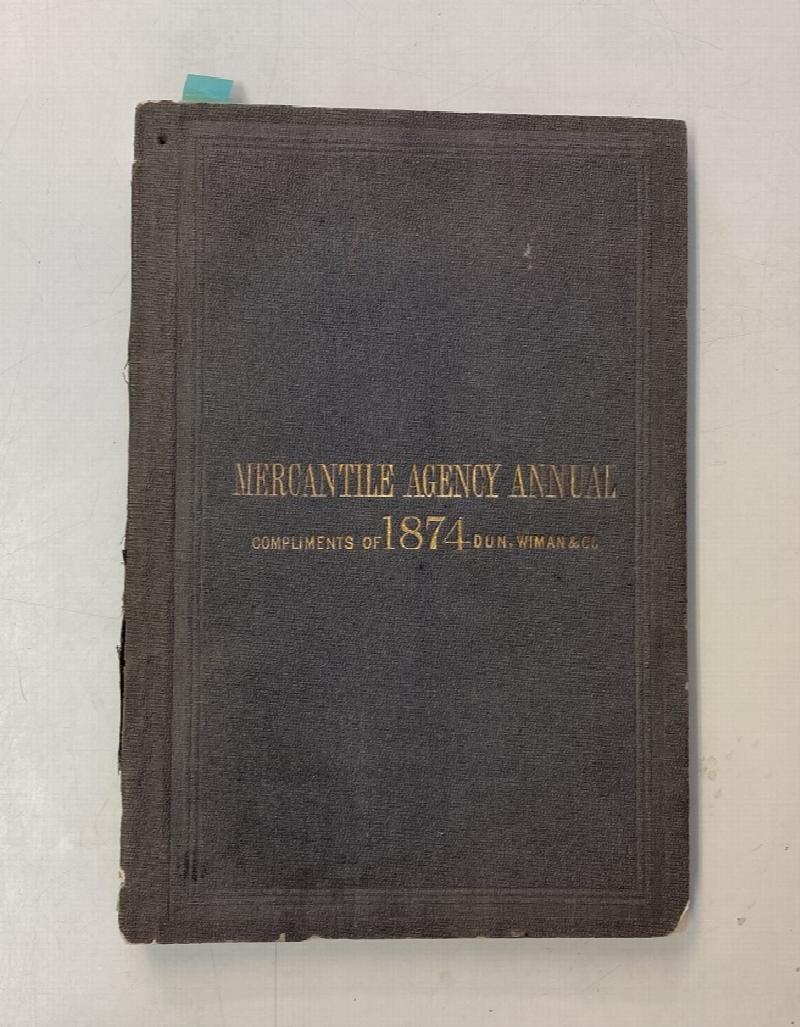 MERCANTILE AGENCY ANNUAL
COMPLIMENTS OF 1874 DUN, WIMAN & CO